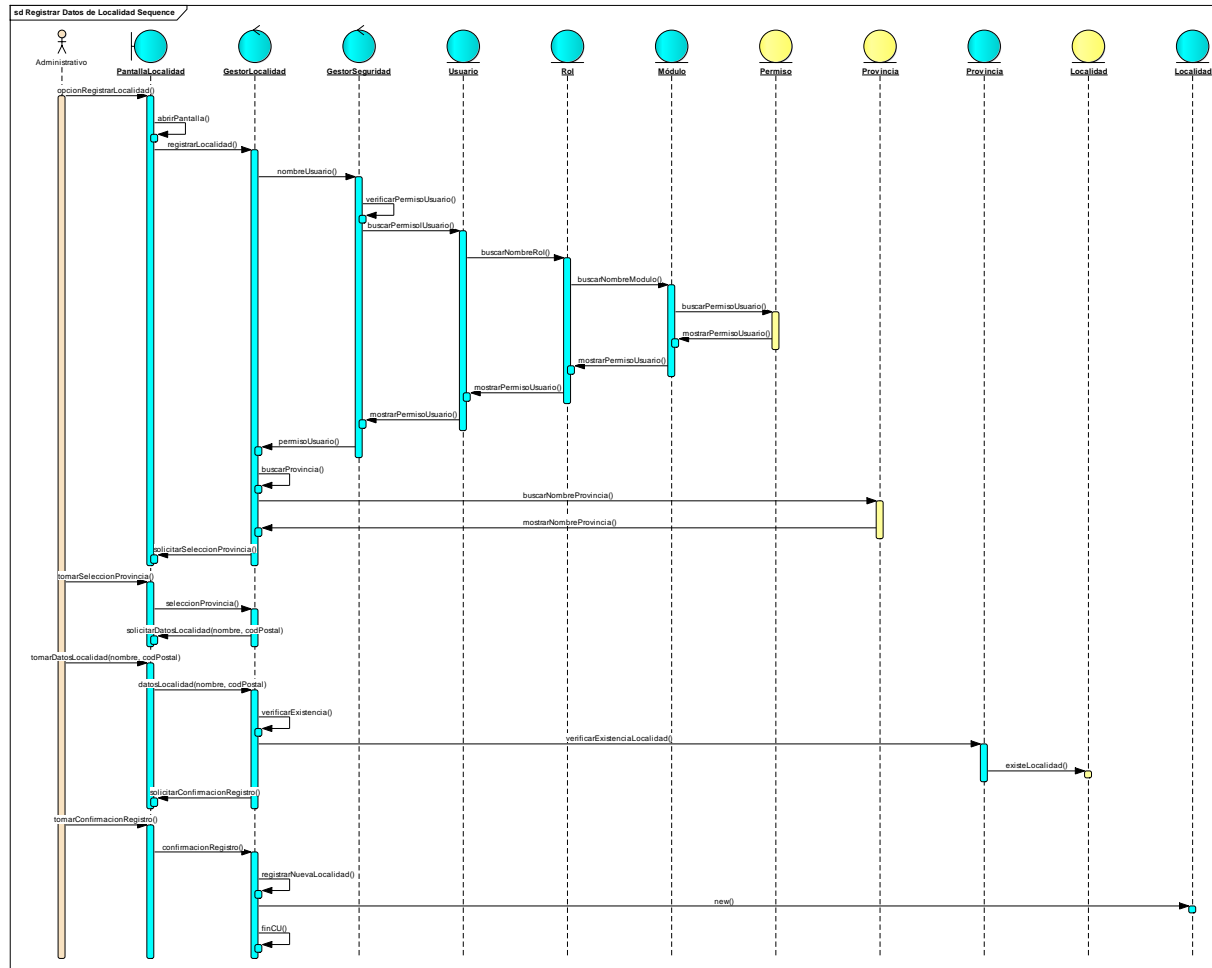 sd Registrar Datos de Localidad Sequence
Administrativo
PantallaLocalidad
GestorLocalidad
GestorSeguridad
Usuario
Rol
Módulo
Permiso
Provincia
Provincia
Localidad
Localidad
opcionRegistrarLocalidad()
abrirPantalla()
registrarLocalidad()
nombreUsuario()
verificarPermisoUsuario()
buscarPermisolUsuario()
buscarNombreRol()
buscarNombreModulo()
buscarPermisoUsuario()
mostrarPermisoUsuario()
mostrarPermisoUsuario()
mostrarPermisoUsuario()
mostrarPermisoUsuario()
permisoUsuario()
buscarProvincia()
buscarNombreProvincia()
mostrarNombreProvincia()
solicitarSeleccionProvincia()
tomarSeleccionProvincia()
seleccionProvincia()
solicitarDatosLocalidad(nombre, codPostal)
tomarDatosLocalidad(nombre, codPostal)
datosLocalidad(nombre, codPostal)
verificarExistencia()
verificarExistenciaLocalidad()
existeLocalidad()
solicitarConfirmacionRegistro()
tomarConfirmacionRegistro()
confirmacionRegistro()
registrarNuevaLocalidad()
new()
finCU()